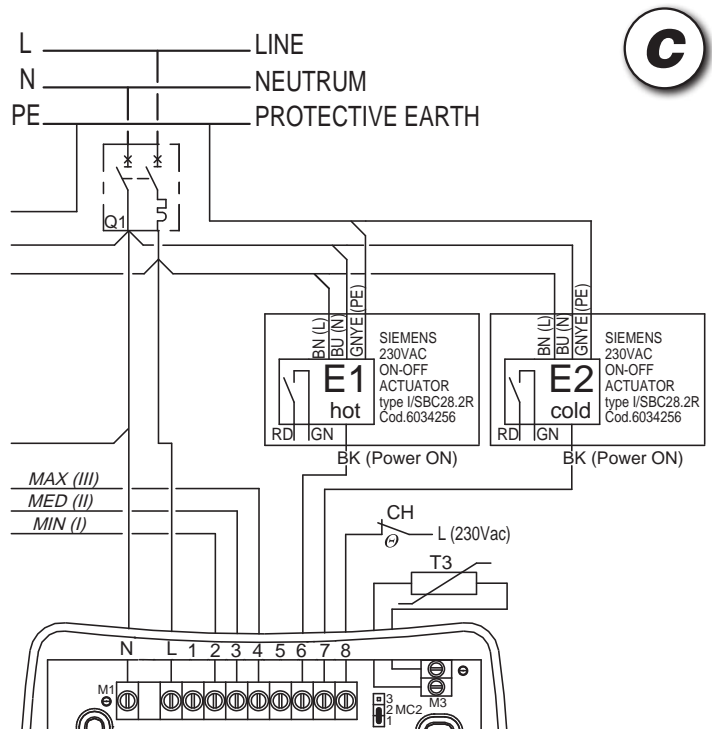 C
L LINE
N NEUTRUM
PE PROTECTIVE EARTH
Q1
BN (L)
BU (N)
GNYE (PE)
E1
hot
RD GN
SIEMENS
230VAC
ON-OFF
ACTUATOR
type I/SBC28.2R
Cod.6034256
BK (Power ON)
BN (L)
BU (N)
GNYE (PE)
E2
cold
RD GN
SIEMENS
230VAC
ON-OFF
ACTUATOR
type I/SBC28.2R
Cod.6034256
BK (Power ON)
MAX (III)
MED (II)
MIN (I)
CH
Θ
L (230Vac)
T3
N L 1 2 3 4 5 6 7 8
M1
3
2
1
MC2
M3